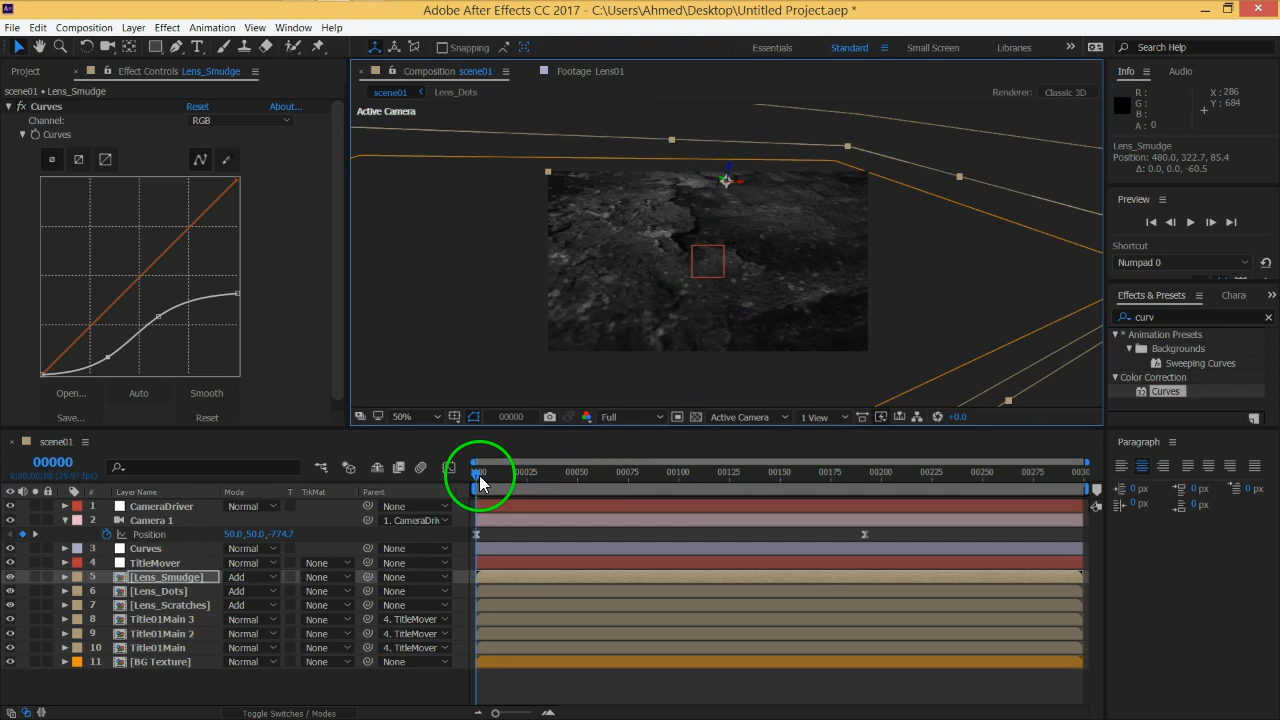 Adobe After Effects CC 2017 - C:\Users\Ahmed\Desktop\Untitled Project.aep *
File Edit Composition Layer Effect Animation View Window Help
Snapping Essentials Standard Small Screen Libraries Search Help
Project Effect Controls Lens_Smudge Composition scene01 Footage Lens01 Info Audio
scene01 • Lens_Smudge scene01 Lens_Dots Renderer: Classic 3D
fx Curves Reset About...
Channel: RGB
Curves
Active Camera
R : X : 286
G : Y : 684
B :
A : 0
Lens_Smudge
Position: 480.0, 322.7, 85.4
Δ: 0.0, 0.0, -60.5
Preview
Shortcut
Numpad 0
Effects & Presets Chara
curv
* Animation Presets
Backgrounds
Sweeping Curves
Color Correction
Curves
Open... Auto Smooth
Save... Reset
50% 00000 Full Active Camera 1 View +0.0
scene01
00000
0;00;00;00 (29.97 fps)
00025 00050 00075 00100 00125 00150 00175 00200 00225 00250 00275
# Layer Name Mode T TrkMat Parent
1 CameraDriver Normal None
2 Camera 1 1. CameraDriv
Position 50.0,50.0,-774.7
3 Curves Normal None
4 TitleMover Normal None None
5 [Lens_Smudge] Add None None
6 [Lens_Dots] Add None None
7 [Lens_Scratches] Add None None
8 Title01Main 3 Normal None 4. TitleMover
9 Title01Main 2 Normal None 4. TitleMover
10 Title01Main Normal None 4. TitleMover
11 [BG Texture] Normal None None
Toggle Switches / Modes
Paragraph
0 px 0 px 0 px
0 px 0 px